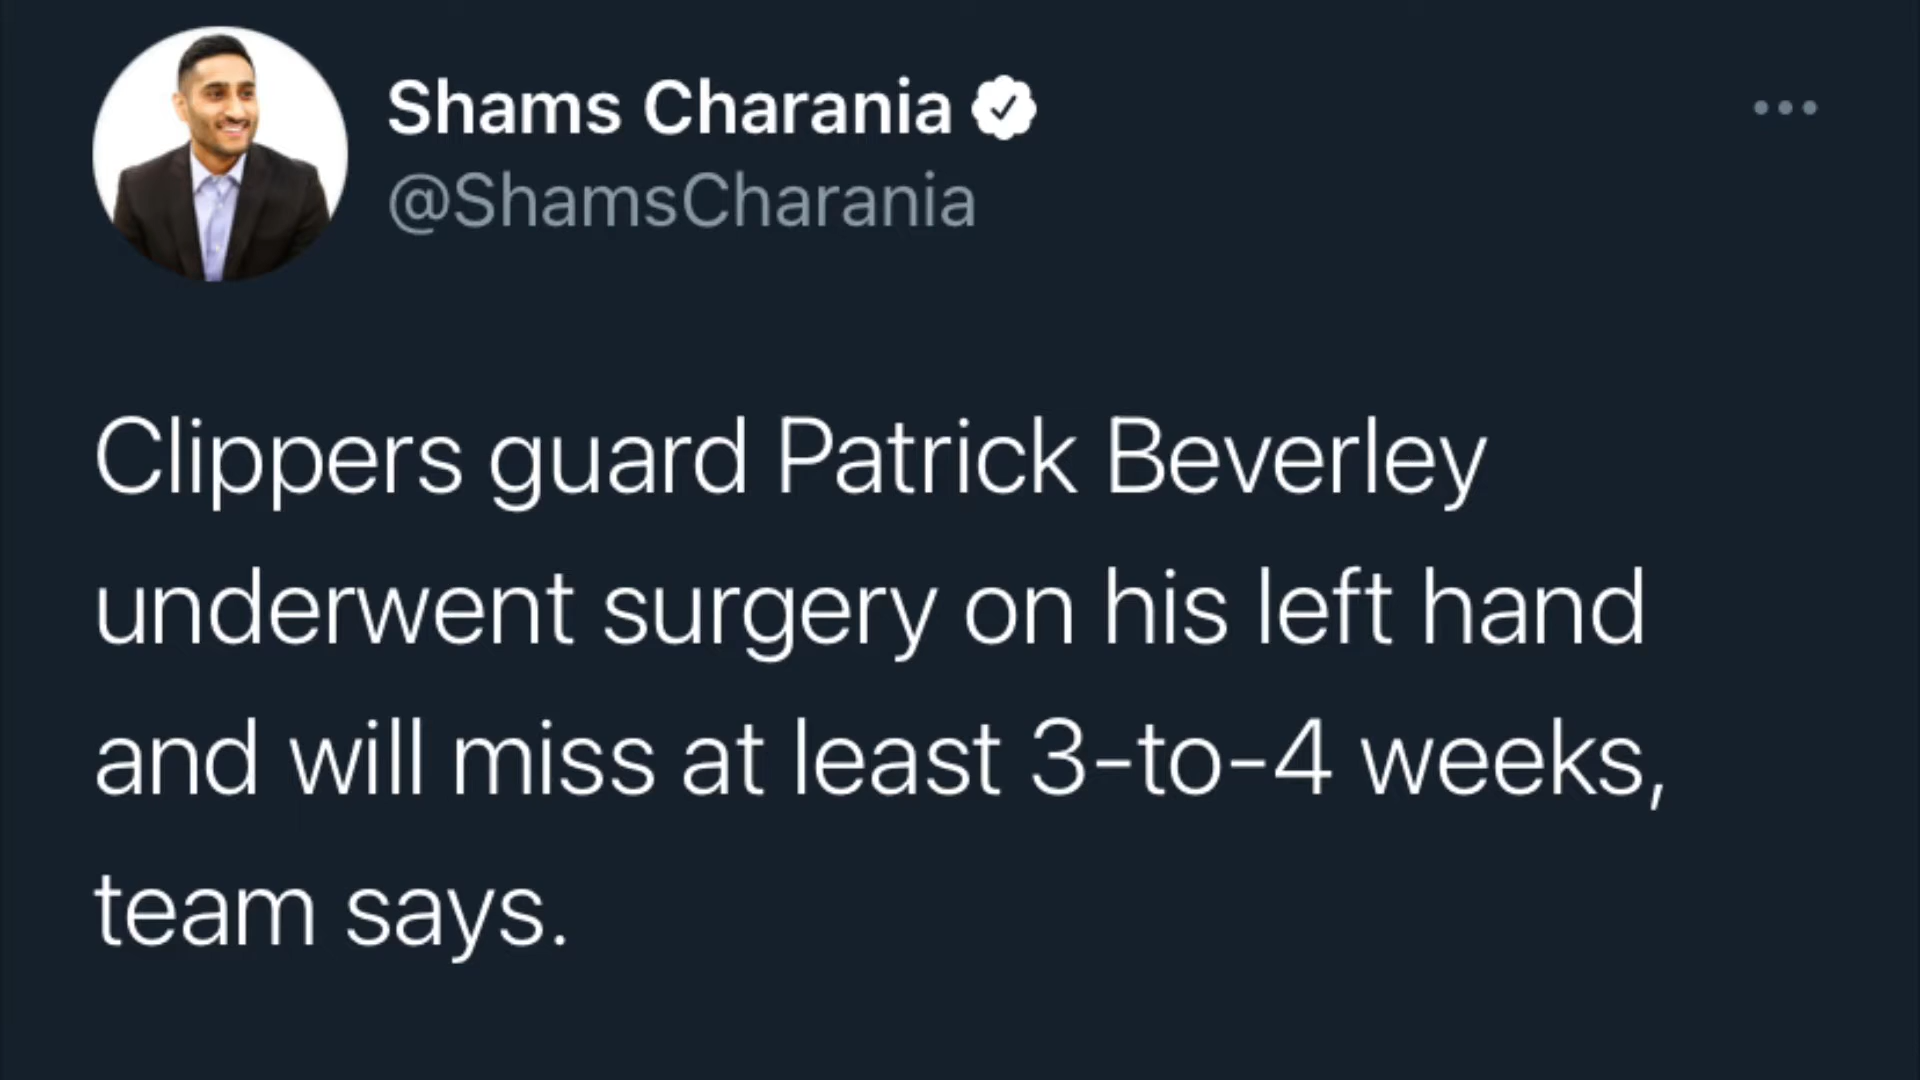 Shams Charania
@ShamsCharania
Clippers guard Patrick Beverley
underwent surgery on his left hand
and will miss at least 3-to-4 weeks,
team says.